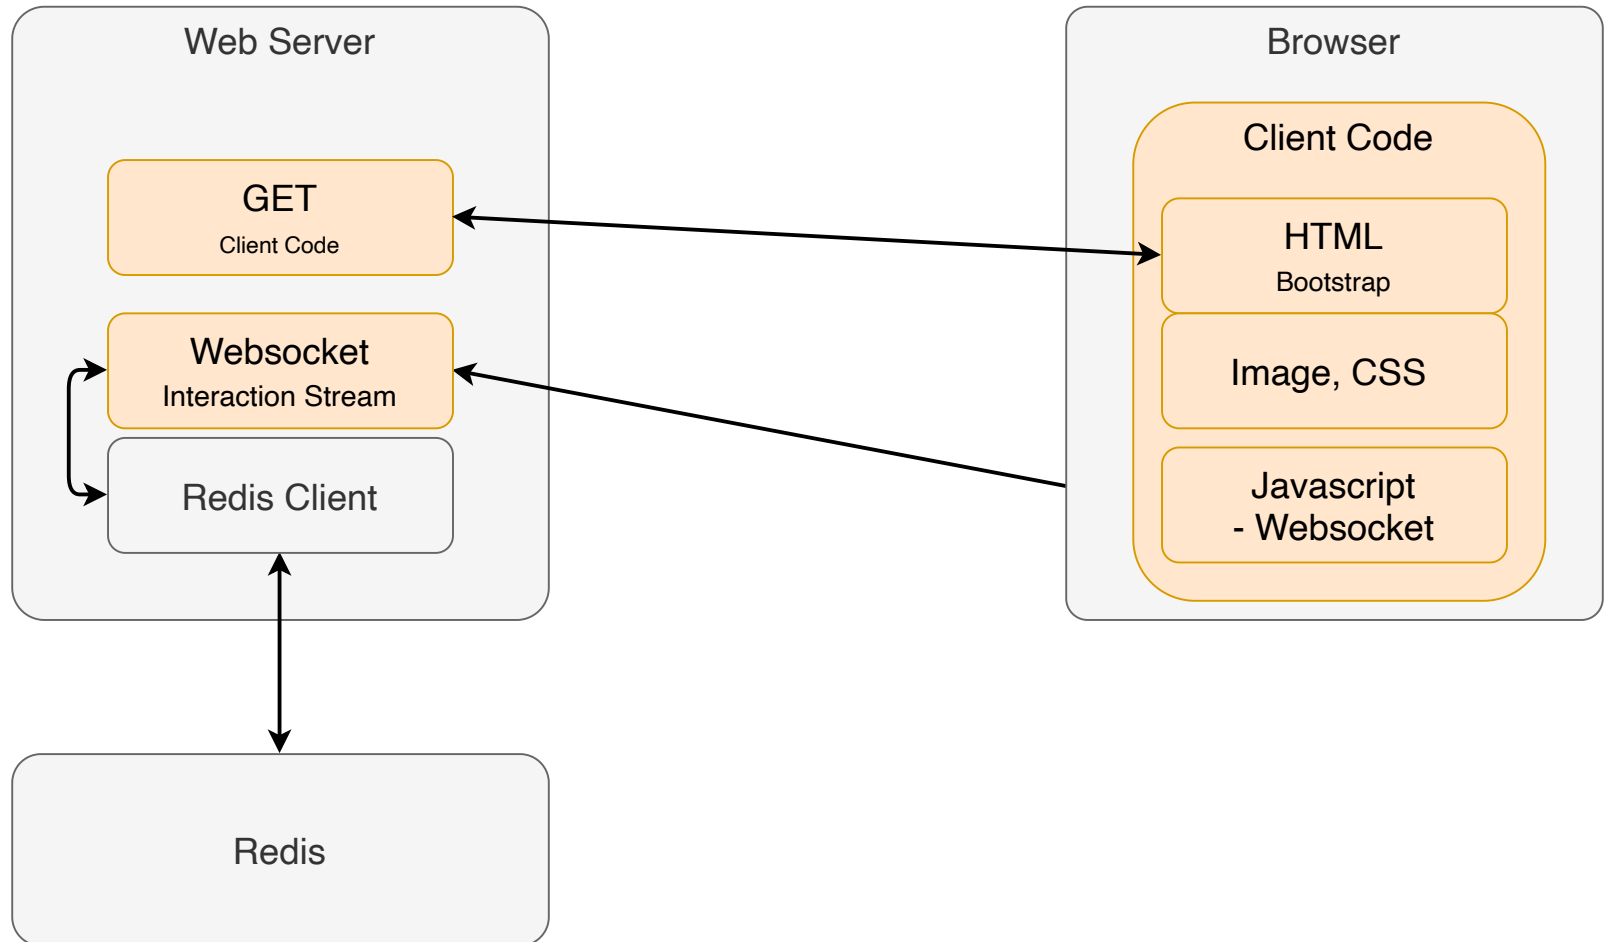 Web Server
GET
Client Code
Websocket
Interaction Stream
Redis Client
Redis
Browser
Client Code
HTML
Bootstrap
Image, CSS
Javascript
- Websocket